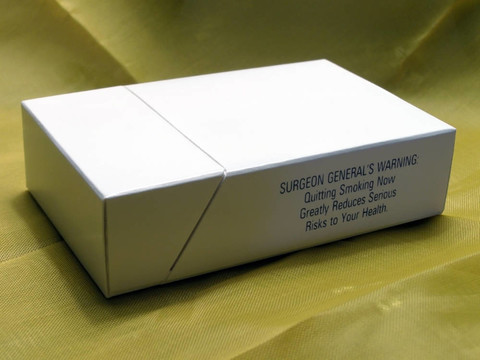 SURGEON GENERAL'S WARNING:
Quitting Smoking Now
Greatly Reduces Serious
Risks to Your Health.